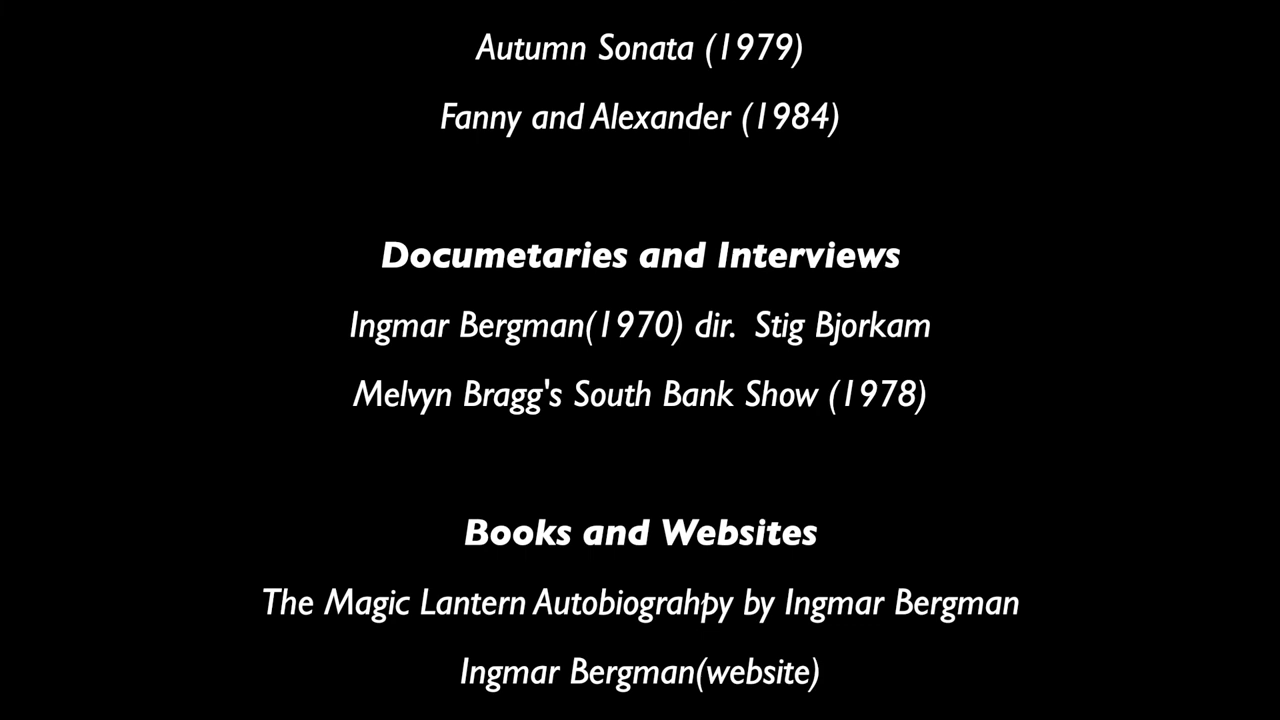 Autumn Sonata (1979)
Fanny and Alexander (1984)
Documetaries and Interviews
Ingmar Bergman(1970) dir.  Stig Bjorkam
Melvyn Bragg's South Bank Show (1978)
Books and Websites
The Magic Lantern Autobiograhpy by Ingmar Bergman
Ingmar Bergman(website)